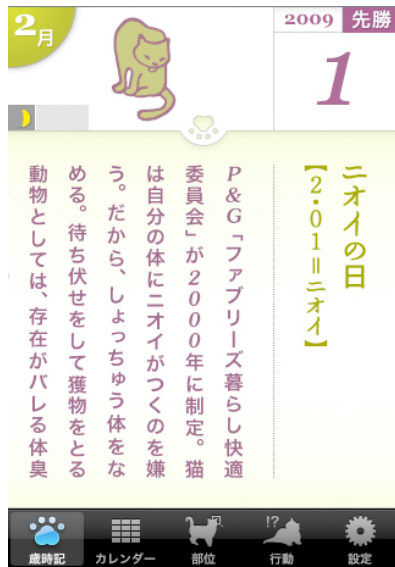 2月
2009 先勝
1
ニオイの日
【2・01＝ニオイ】
P&G「ファブリーズ暮らし快適
委員会」が2000年に制定。猫
は自分の体にニオイがつくのを嫌
う。だから、しょっちゅう体をな
める。待ち伏せをして獲物をとる
動物としては、存在がバレる体臭
歳時記
カレンダー
部位
!?
行動
設定